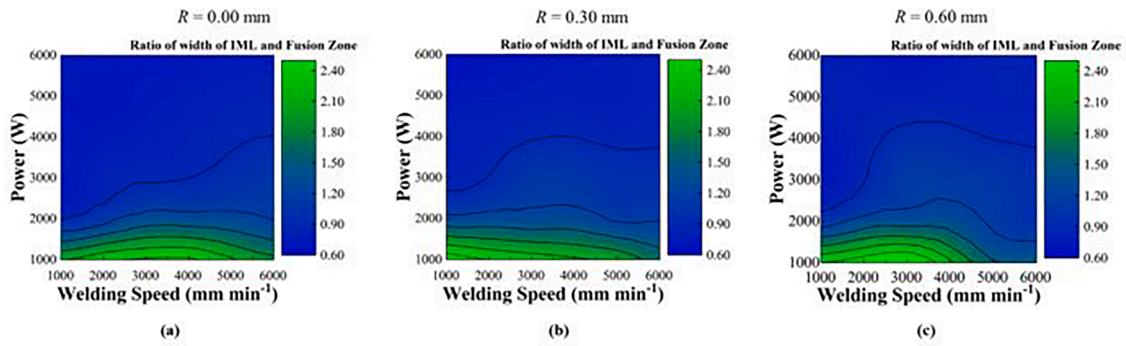 R = 0.00 mm
Ratio of width of IML and Fusion Zone
6000
5000
4000
3000
2000
1000
Power (W)
1000 2000 3000 4000 5000 6000
Welding Speed (mm min⁻¹)
2.40
2.10
1.80
1.50
1.20
0.90
0.60
(a)
R = 0.30 mm
Ratio of width of IML and Fusion Zone
6000
5000
4000
3000
2000
1000
Power (W)
1000 2000 3000 4000 5000 6000
Welding Speed (mm min⁻¹)
2.40
2.10
1.80
1.50
1.20
0.90
0.60
(b)
R = 0.60 mm
Ratio of width of IML and Fusion Zone
6000
5000
4000
3000
2000
1000
Power (W)
1000 2000 3000 4000 5000 6000
Welding Speed (mm min⁻¹)
2.40
2.10
1.80
1.50
1.20
0.90
0.60
(c)